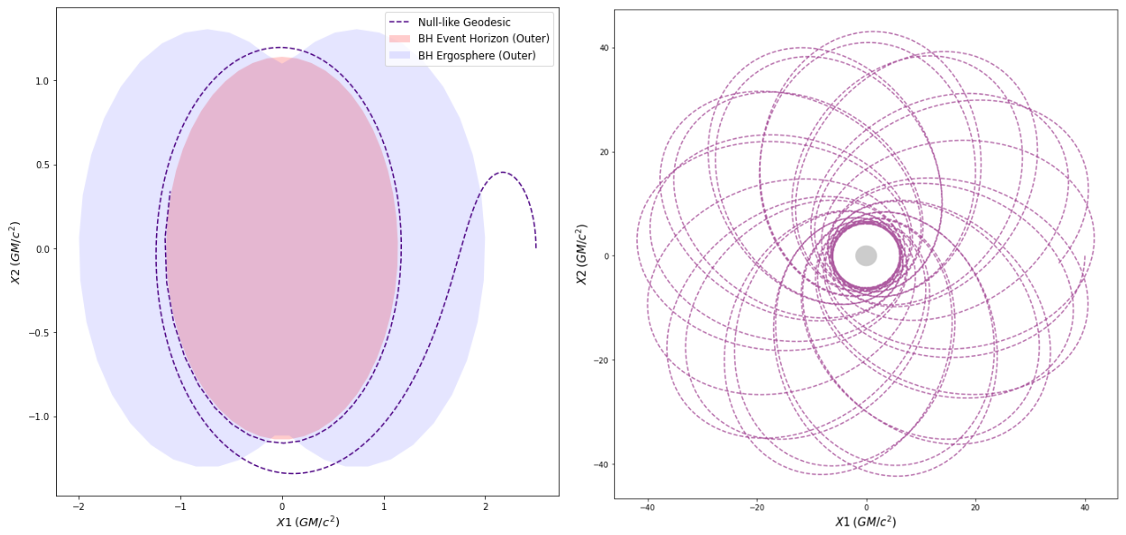 Null-like Geodesic
BH Event Horizon (Outer)
BH Ergosphere (Outer)
1.0
0.5
0.0
−0.5
−1.0
X2 (GM/c²)
−2
−1
0
1
2
X1 (GM/c²)
40
20
0
−20
−40
X2 (GM/c²)
−40
−20
0
20
40
X1 (GM/c²)